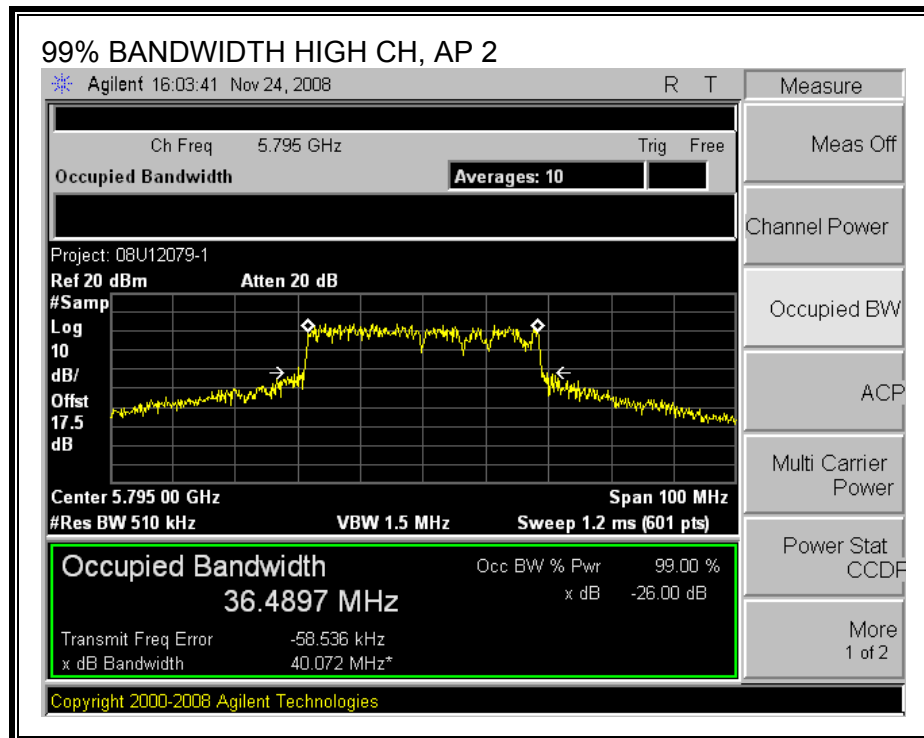 99% BANDWIDTH HIGH CH, AP 2
Agilent 16:03:41 Nov 24, 2008 R T
Measure
Ch Freq 5.795 GHz Trig Free
Occupied Bandwidth Averages: 10
Meas Off
Channel Power
Project: 08U12079-1
Ref 20 dBm Atten 20 dB
#Samp
Log
10
dB/
Offst
17.5
dB
Occupied BW
ACP
Center 5.795 00 GHz Span 100 MHz
#Res BW 510 kHz VBW 1.5 MHz Sweep 1.2 ms (601 pts)
Multi Carrier
Power
Occupied Bandwidth Occ BW % Pwr 99.00 %
36.4897 MHz x dB -26.00 dB
Transmit Freq Error -58.536 kHz
x dB Bandwidth 40.072 MHz*
Power Stat
CCDF
More
1 of 2
Copyright 2000-2008 Agilent Technologies